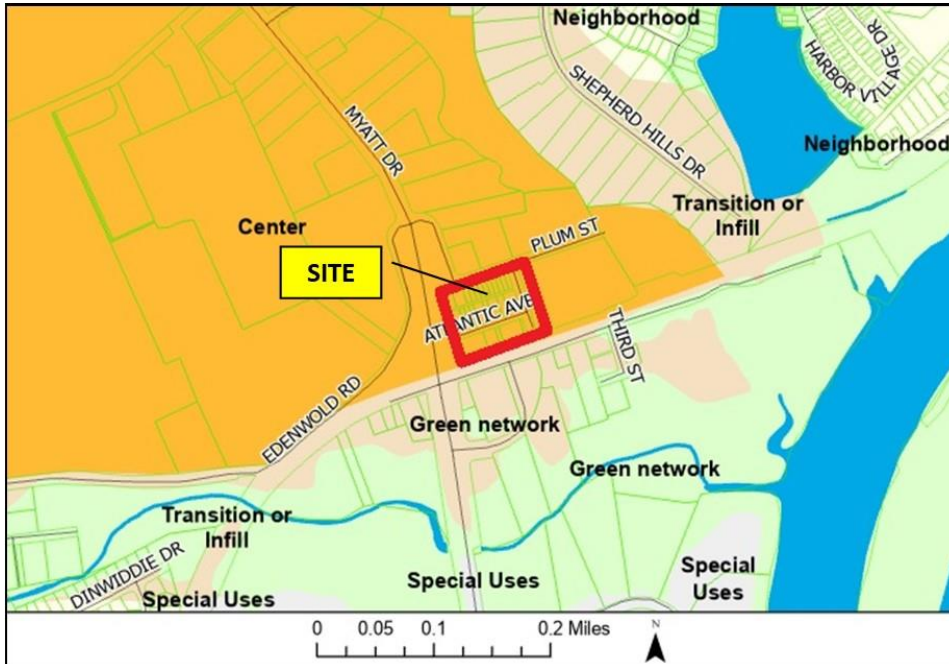 Neighborhood
HARBOR VILLAGE DR
SHEPHERD HILLS DR
MYATT DR
Neighborhood
Transition or
Infill
Center
PLUM ST
SITE
ATLANTIC AVE
THIRD ST
EDENWOLD RD
Green network
Green network
Transition or
Infill
DINWIDDIE DR
Special Uses
Special Uses
Special
Uses
0 0.05 0.1 0.2 Miles
N